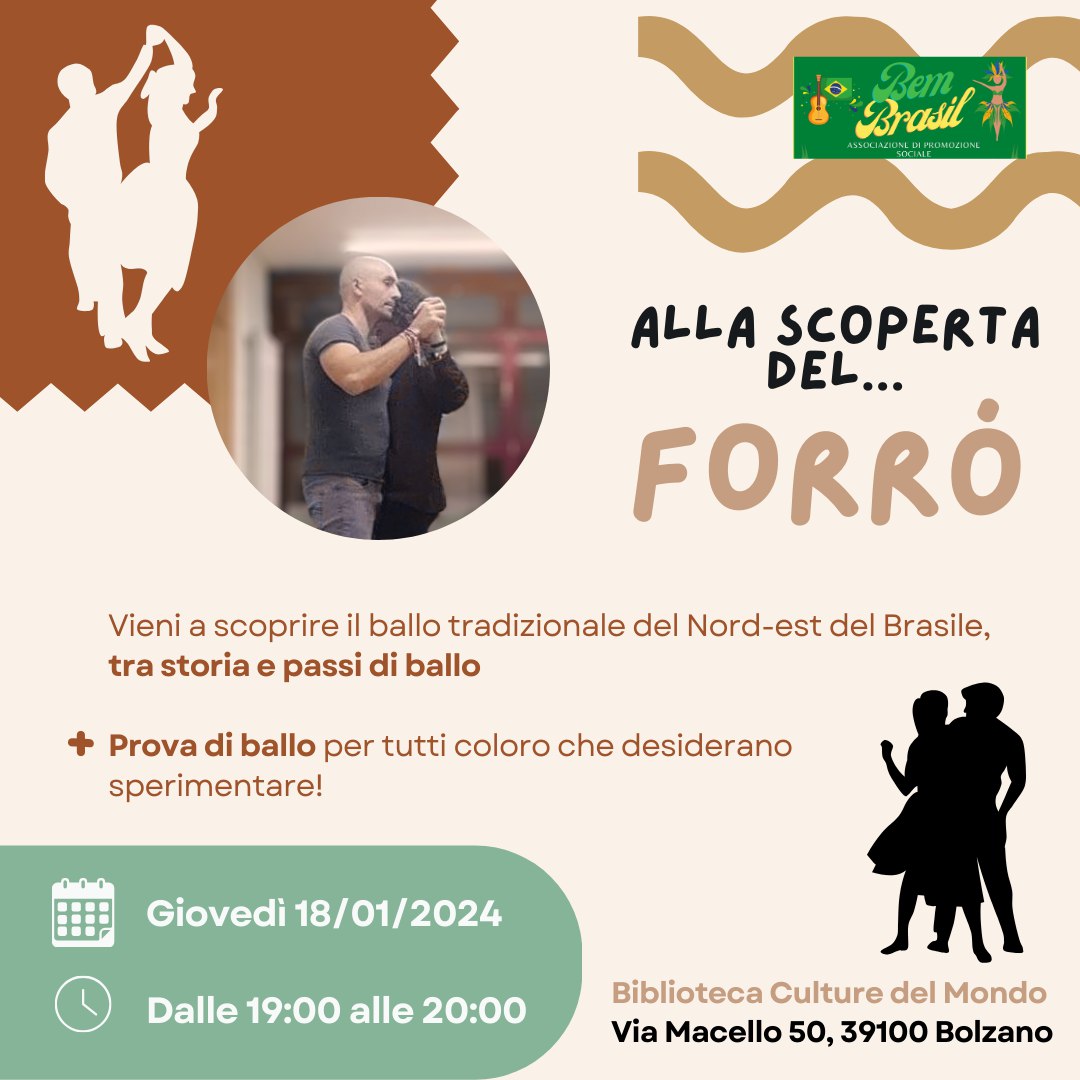 Bem
Brasil
ASSOCIAZIONE DI PROMOZIONE
SOCIALE
ALLA SCOPERTA
DEL...
FORRÓ
Vieni a scoprire il ballo tradizionale del Nord-est del Brasile,
tra storia e passi di ballo
+ Prova di ballo per tutti coloro che desiderano
sperimentare!
Giovedì 18/01/2024
Dalle 19:00 alle 20:00
Biblioteca Culture del Mondo
Via Macello 50, 39100 Bolzano